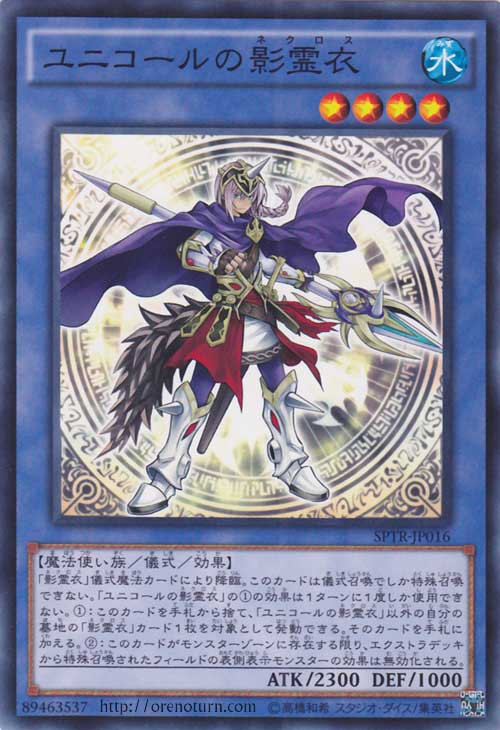 ネクロス
ユニコールの影霊衣
水
SPTR-JP016
【魔法使い族／儀式／効果】
「影霊衣」儀式魔法カードにより降臨。このカードは儀式召喚でしか特殊召喚
できない。「ユニコールの影霊衣」の①の効果は１ターンに１度しか使用で
きない。①：このカードを手札から捨て、「ユニコールの影霊衣」以外の自分の
墓地の「影霊衣」カード１枚を対象として発動できる。そのカードを手札に
加える。②：このカードがモンスターゾーンに存在する限り、エクストラデッキ
から特殊召喚されたフィールドの表側表示モンスターの効果は無効化される。
ATK/2300 DEF/1000
89463537 http://orenoturn.com ©高橋和希 スタジオ・ダイス/集英社